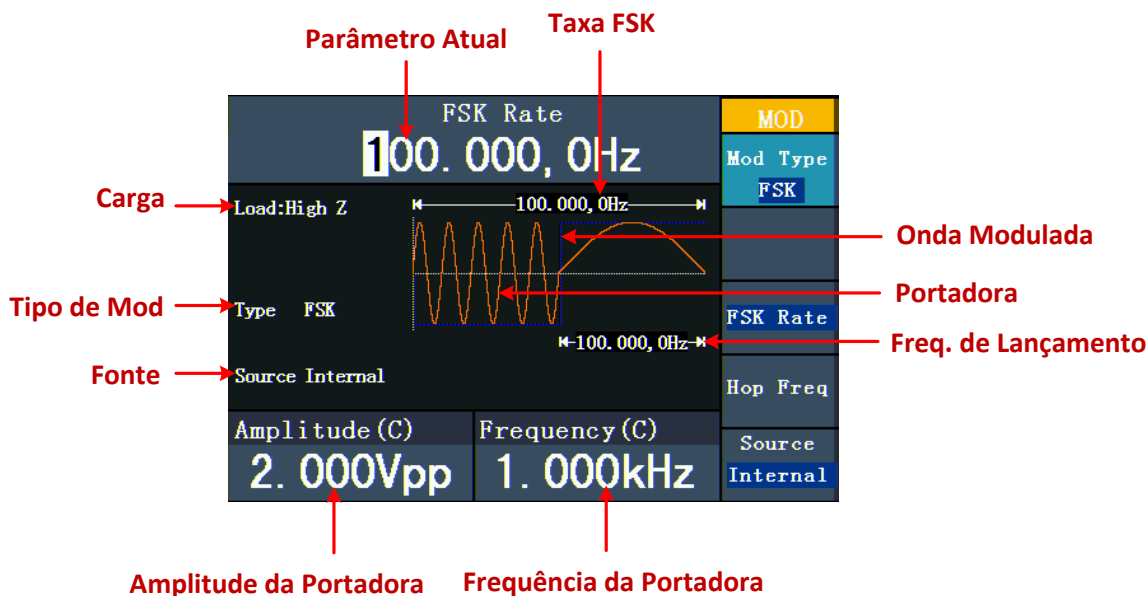 Taxa FSK
Parâmetro Atual
FSK Rate
100.000,0Hz
MOD
Mod Type
FSK
Carga
Load:High Z
100.000,0Hz
Onda Modulada
Portadora
Tipo de Mod
Type FSK
FSK Rate
100.000,0Hz
Freq. de Lançamento
Fonte
Source Internal
Hop Freq
Amplitude(C)
Frequency(C)
2.000Vpp
1.000kHz
Source
Internal
Amplitude da Portadora
Frequência da Portadora